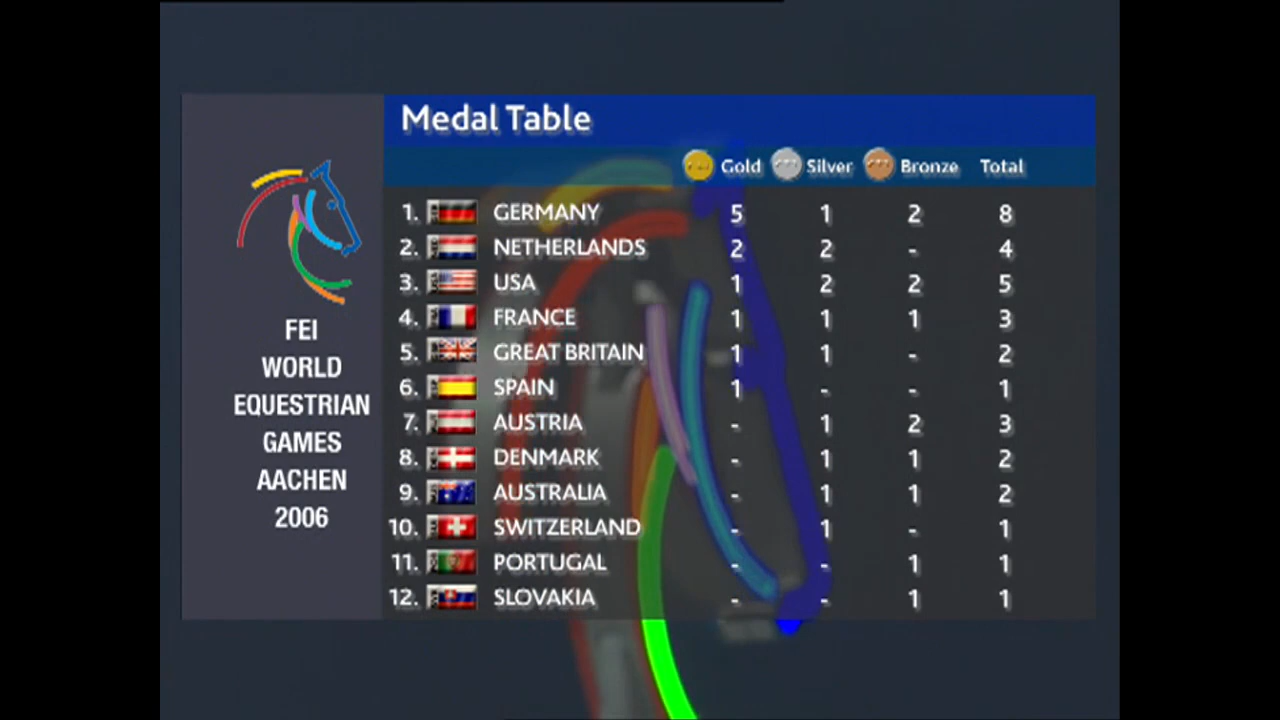 Medal Table
Gold Silver Bronze Total
1. GERMANY 5 1 2 8
2. NETHERLANDS 2 2 - 4
3. USA 1 2 2 5
4. FRANCE 1 1 1 3
5. GREAT BRITAIN 1 1 - 2
6. SPAIN 1 - - 1
7. AUSTRIA - 1 2 3
8. DENMARK - 1 1 2
9. AUSTRALIA - 1 1 2
10. SWITZERLAND - 1 - 1
11. PORTUGAL - - 1 1
12. SLOVAKIA - - 1 1
FEI
WORLD
EQUESTRIAN
GAMES
AACHEN
2006